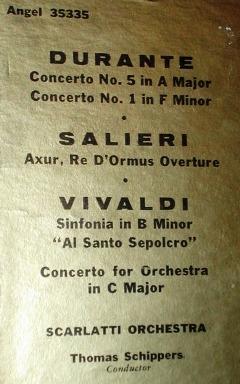 Angel 35335
DURANTE
Concerto No. 5 in A Major
Concerto No. 1 in F Minor
•
SALIERI
Axur, Re D'Ormus Overture
•
VIVALDI
Sinfonia in B Minor
"Al Santo Sepolcro"
Concerto for Orchestra
in C Major
SCARLATTI ORCHESTRA
Thomas Schippers
Conductor